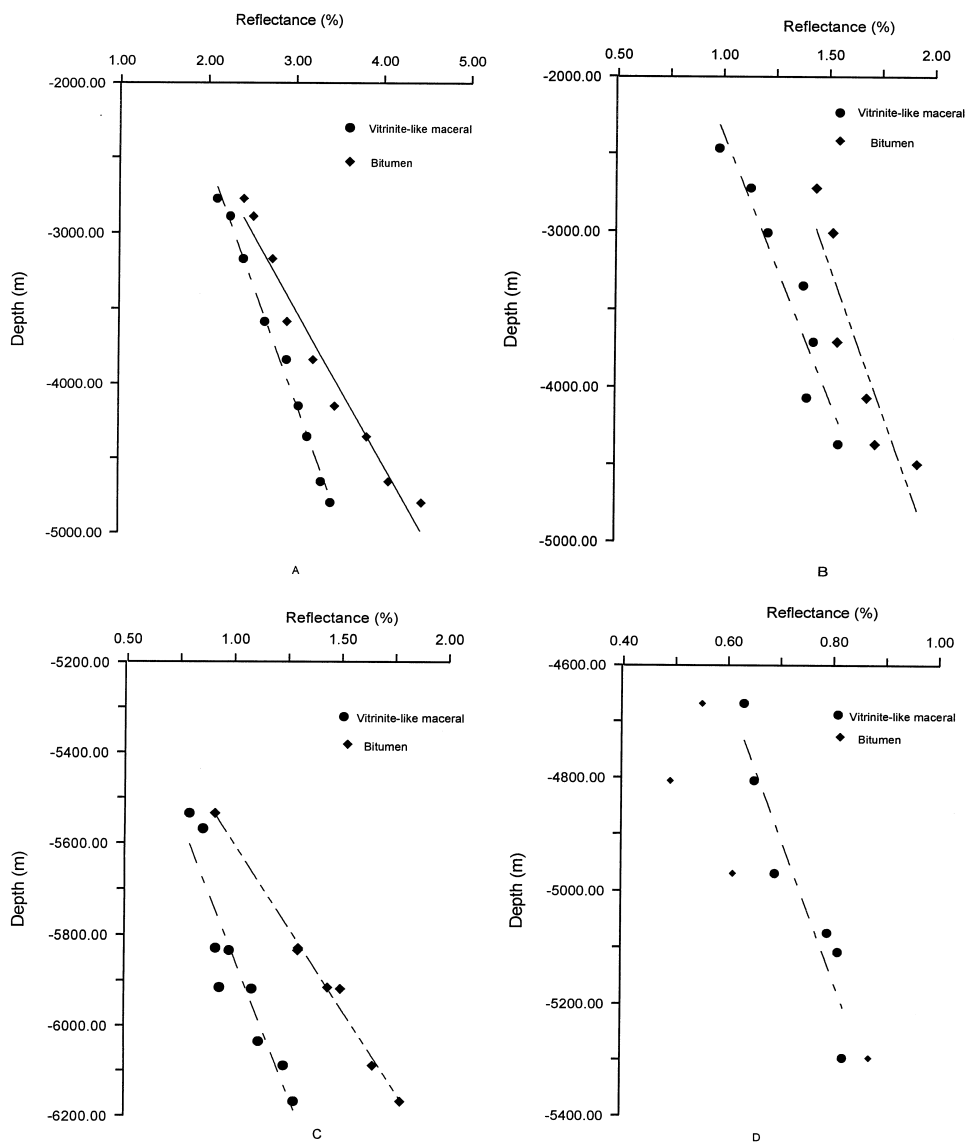 Reflectance (%)
1.00 2.00 3.00 4.00 5.00
-2000.00
-3000.00
-4000.00
-5000.00
Depth (m)
Vitrinite-like maceral
Bitumen
A
Reflectance (%)
0.50 1.00 1.50 2.00
-2000.00
-3000.00
-4000.00
-5000.00
Depth (m)
Vitrinite-like maceral
Bitumen
B
Reflectance (%)
0.50 1.00 1.50 2.00
-5200.00
-5400.00
-5600.00
-5800.00
-6000.00
-6200.00
Depth (m)
Vitrinite-like maceral
Bitumen
C
Reflectance (%)
0.40 0.60 0.80 1.00
-4600.00
-4800.00
-5000.00
-5200.00
-5400.00
Depth (m)
Vitrinite-like maceral
Bitumen
D